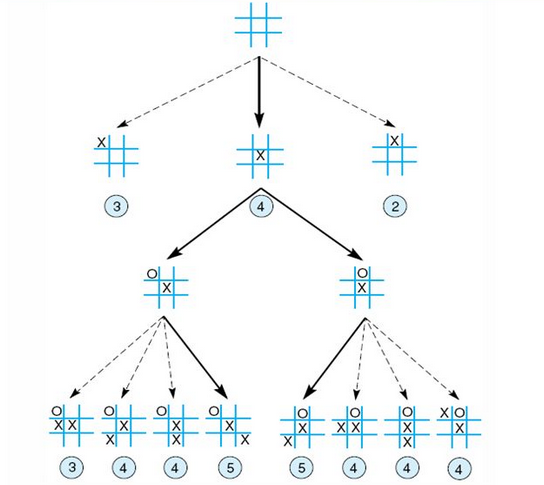 X X
X
3 4 2
O O
X X
O O O O O O O X O
X X X X X X X X X X
X X X X X
3 4 4 5 5 4 4 4